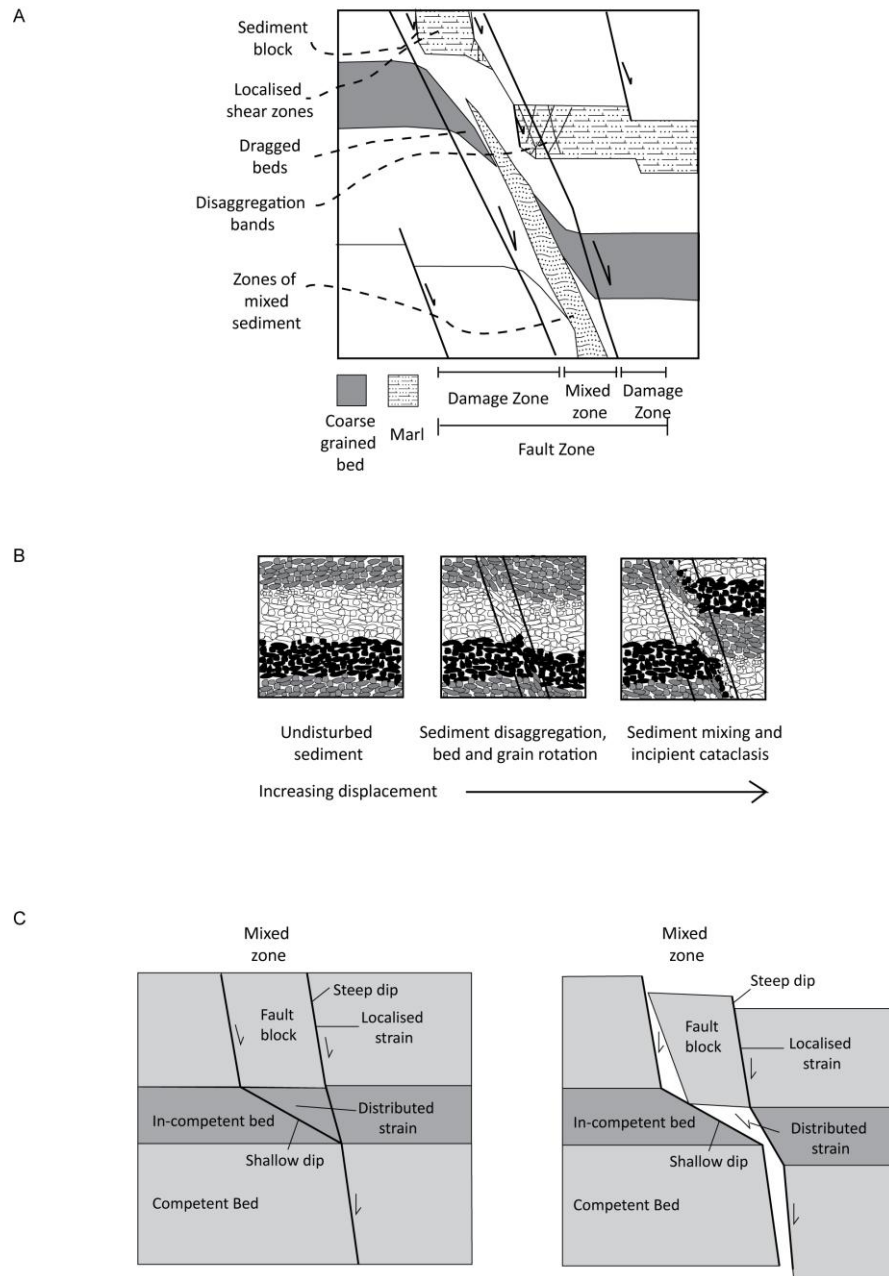 A
Sediment
block
Localised
shear zones
Dragged
beds
Disaggregation
bands
Zones of
mixed
sediment
Coarse
grained
bed
Marl
Damage Zone
Mixed
zone
Damage
Zone
Fault Zone
B
Undisturbed
sediment
Sediment disaggregation,
bed and grain rotation
Sediment mixing and
incipient cataclasis
Increasing displacement
C
Mixed
zone
Steep dip
Fault
block
Localised
strain
In-competent bed
Distributed
strain
Shallow dip
Competent Bed
Mixed
zone
Steep dip
Fault
block
Localised
strain
In-competent bed
Distributed
strain
Shallow dip
Competent Bed